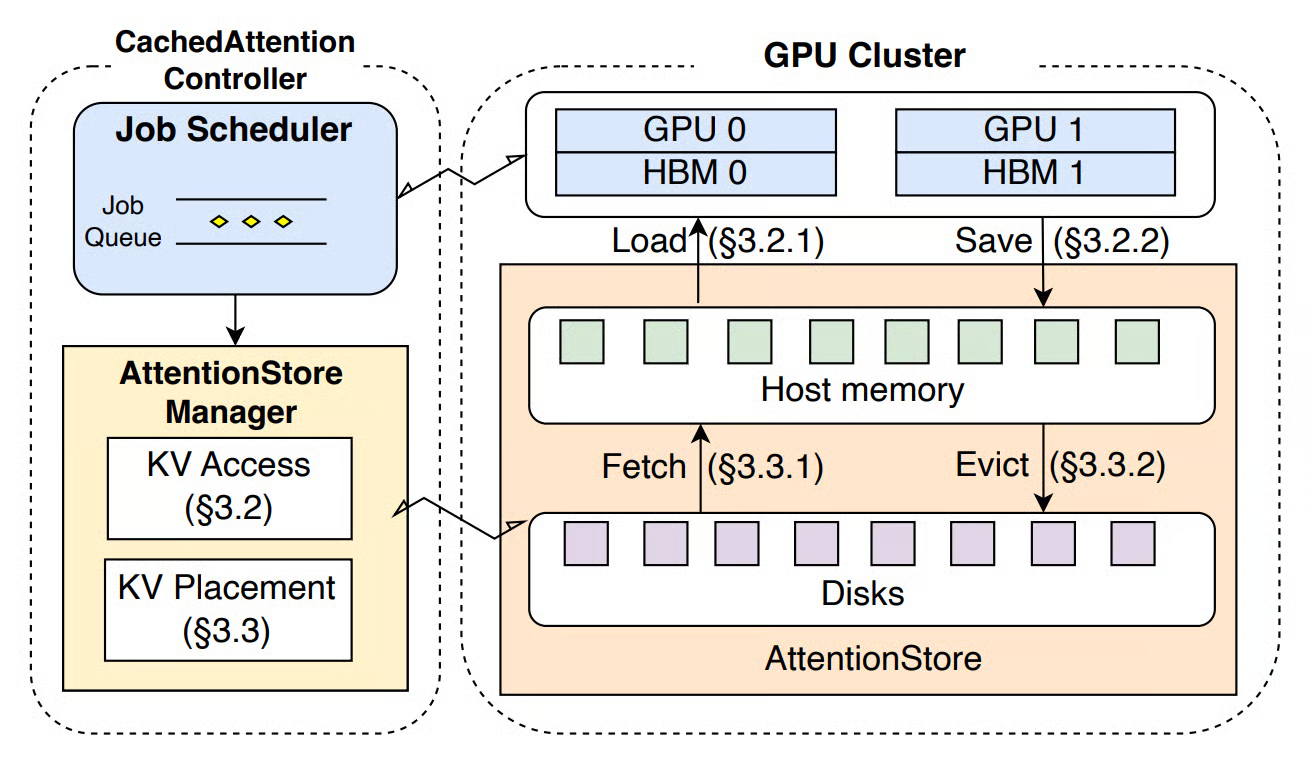 CachedAttention
Controller
Job Scheduler
Job
Queue
AttentionStore
Manager
KV Access
(§3.2)
KV Placement
(§3.3)
GPU Cluster
GPU 0
HBM 0
GPU 1
HBM 1
Load (§3.2.1)
Save (§3.2.2)
Host memory
Fetch (§3.3.1)
Evict (§3.3.2)
Disks
AttentionStore